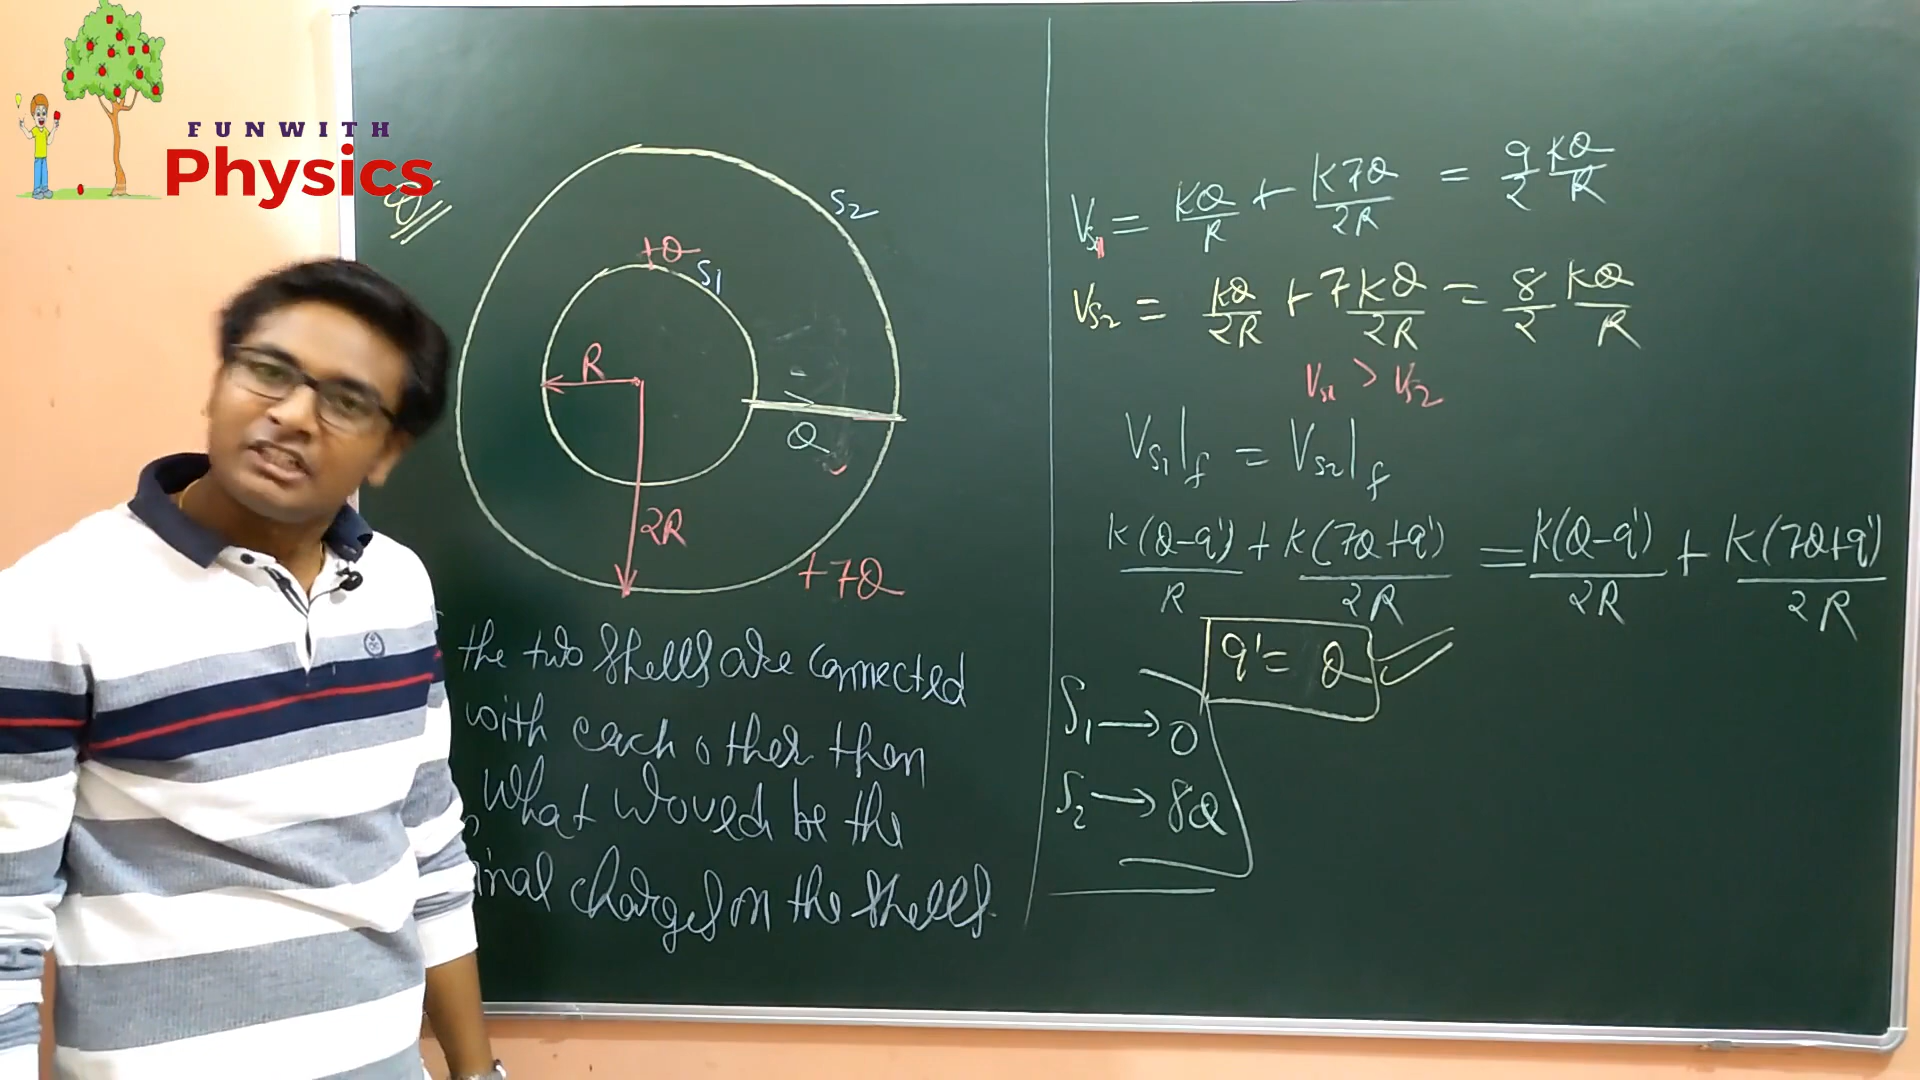 FUNWITH
Physics
Q
S2
+Q
S1
R
Q
2R
+7Q
the two shells are connected
with each other then
what would be the
final charges on the shells.
Vs1 = KQ/R + K7Q/2R = 9/2 KQ/R
Vs2 = KQ/2R + 7KQ/2R = 8/2 KQ/R
Vs1 > Vs2
Vs1|f = Vs2|f
K(Q-q')/R + K(7Q+q')/2R = K(Q-q')/2R + K(7Q+q')/2R
q' = Q
S1 → 0
S2 → 8Q